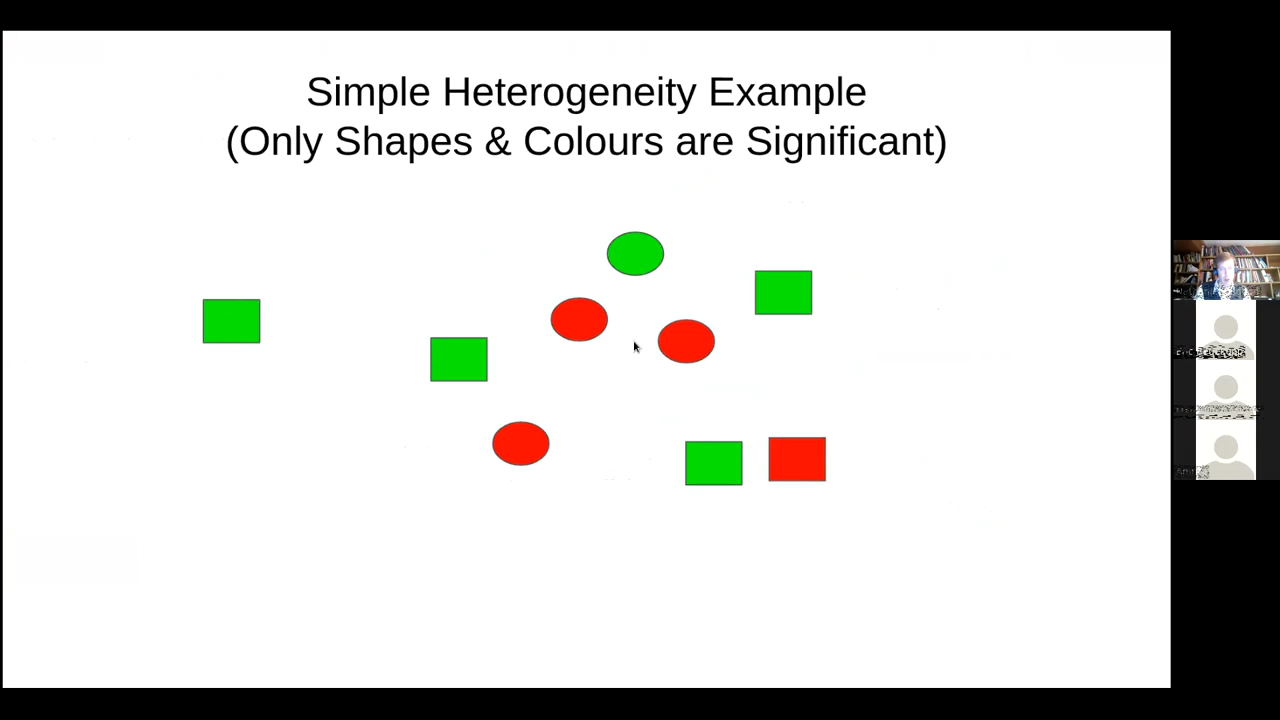 Simple Heterogeneity Example
(Only Shapes & Colours are Significant)